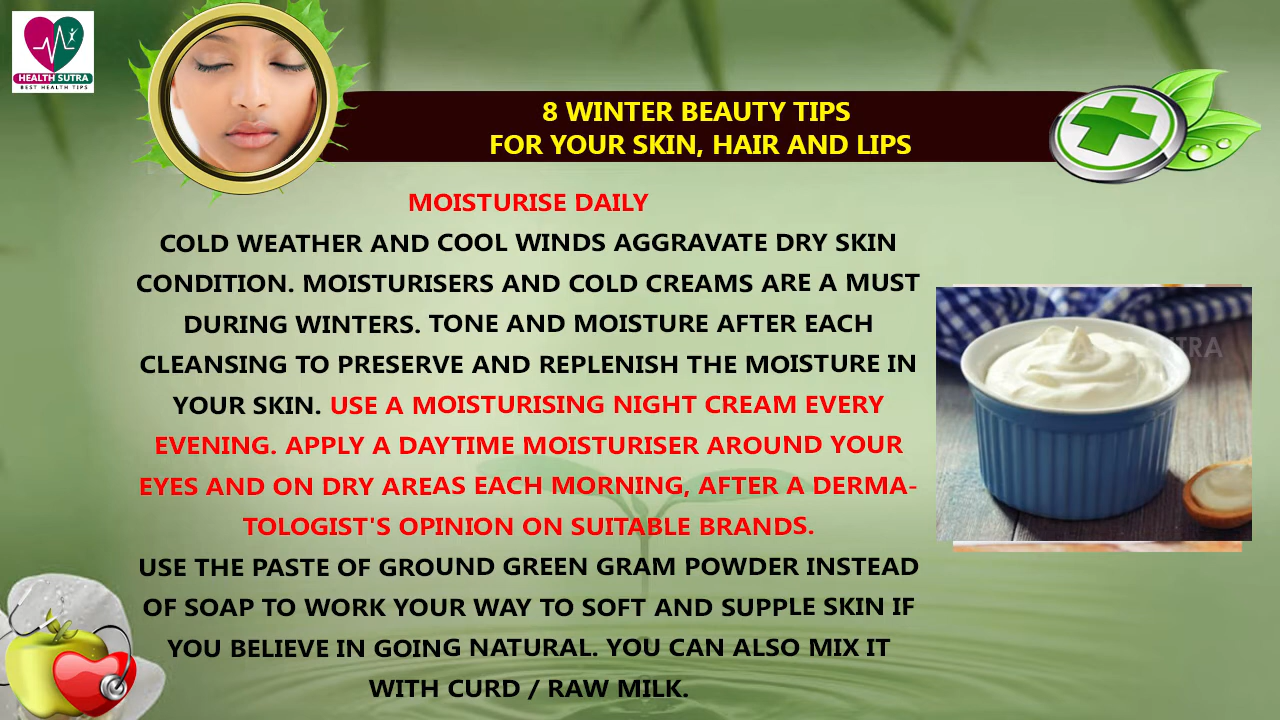 HEALTH SUTRA
BEST HEALTH TIPS
8 WINTER BEAUTY TIPS
FOR YOUR SKIN, HAIR AND LIPS
MOISTURISE DAILY
COLD WEATHER AND COOL WINDS AGGRAVATE DRY SKIN
CONDITION. MOISTURISERS AND COLD CREAMS ARE A MUST
DURING WINTERS. TONE AND MOISTURE AFTER EACH
CLEANSING TO PRESERVE AND REPLENISH THE MOISTURE IN
YOUR SKIN. USE A MOISTURISING NIGHT CREAM EVERY
EVENING. APPLY A DAYTIME MOISTURISER AROUND YOUR
EYES AND ON DRY AREAS EACH MORNING, AFTER A DERMA-
TOLOGIST'S OPINION ON SUITABLE BRANDS.
USE THE PASTE OF GROUND GREEN GRAM POWDER INSTEAD
OF SOAP TO WORK YOUR WAY TO SOFT AND SUPPLE SKIN IF
YOU BELIEVE IN GOING NATURAL. YOU CAN ALSO MIX IT
WITH CURD / RAW MILK.